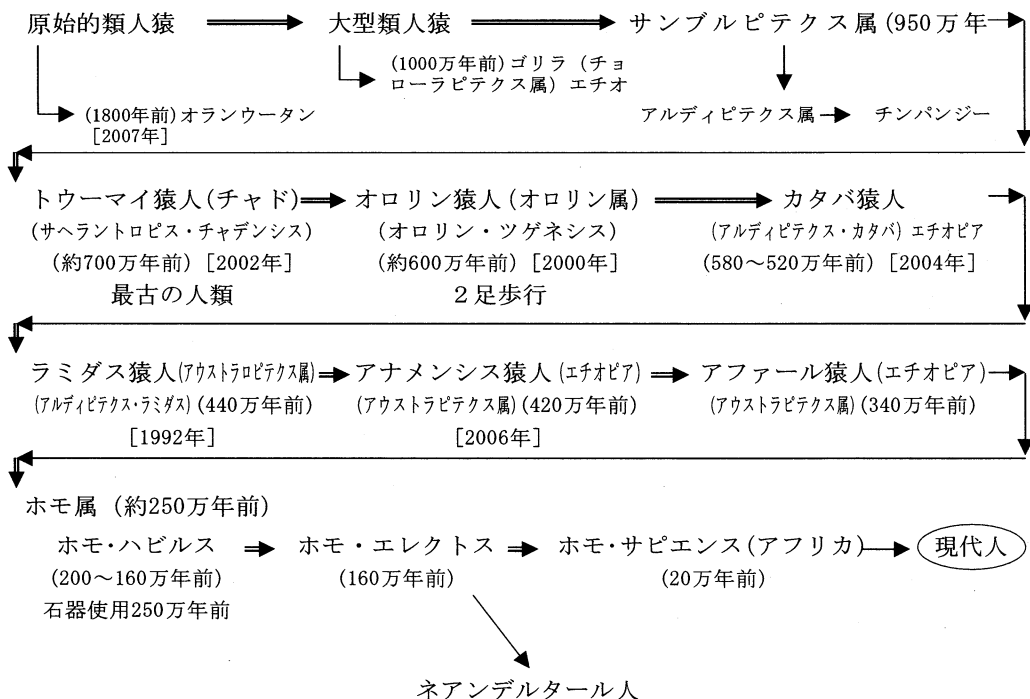 原始的類人猿 大型類人猿 サンブルピテクス属 (950万年
(1000万年前) ゴリラ (チョ
ローラピテクス属) エチオ
(1800年前) オランウータン アルディピテクス属 チンパンジー
[2007年]
トウーマイ猿人(チャド) オロリン猿人 (オロリン属) カタバ猿人
(サヘラントロピス・チャデンシス) (オロリン・ツゲネシス) (アルディピテクス・カタバ) エチオピア
(約700万年前) [2002年] (約600万年前) [2000年] (580〜520万年前) [2004年]
最古の人類 2足歩行
ラミダス猿人(アウストラロピテクス属) アナメンシス猿人 (エチオピア) アファール猿人(エチオピア)
(アルディピテクス・ラミダス) (440万年前) (アウストラピテクス属) (420万年前) (アウストラピテクス属) (340万年前)
[1992年] [2006年]
ホモ属 (約250万年前)
ホモ・ハビルス ホモ・エレクトス ホモ・サピエンス(アフリカ) 現代人
(200〜160万年前) (160万年前) (20万年前)
石器使用250万年前
ネアンデルタール人